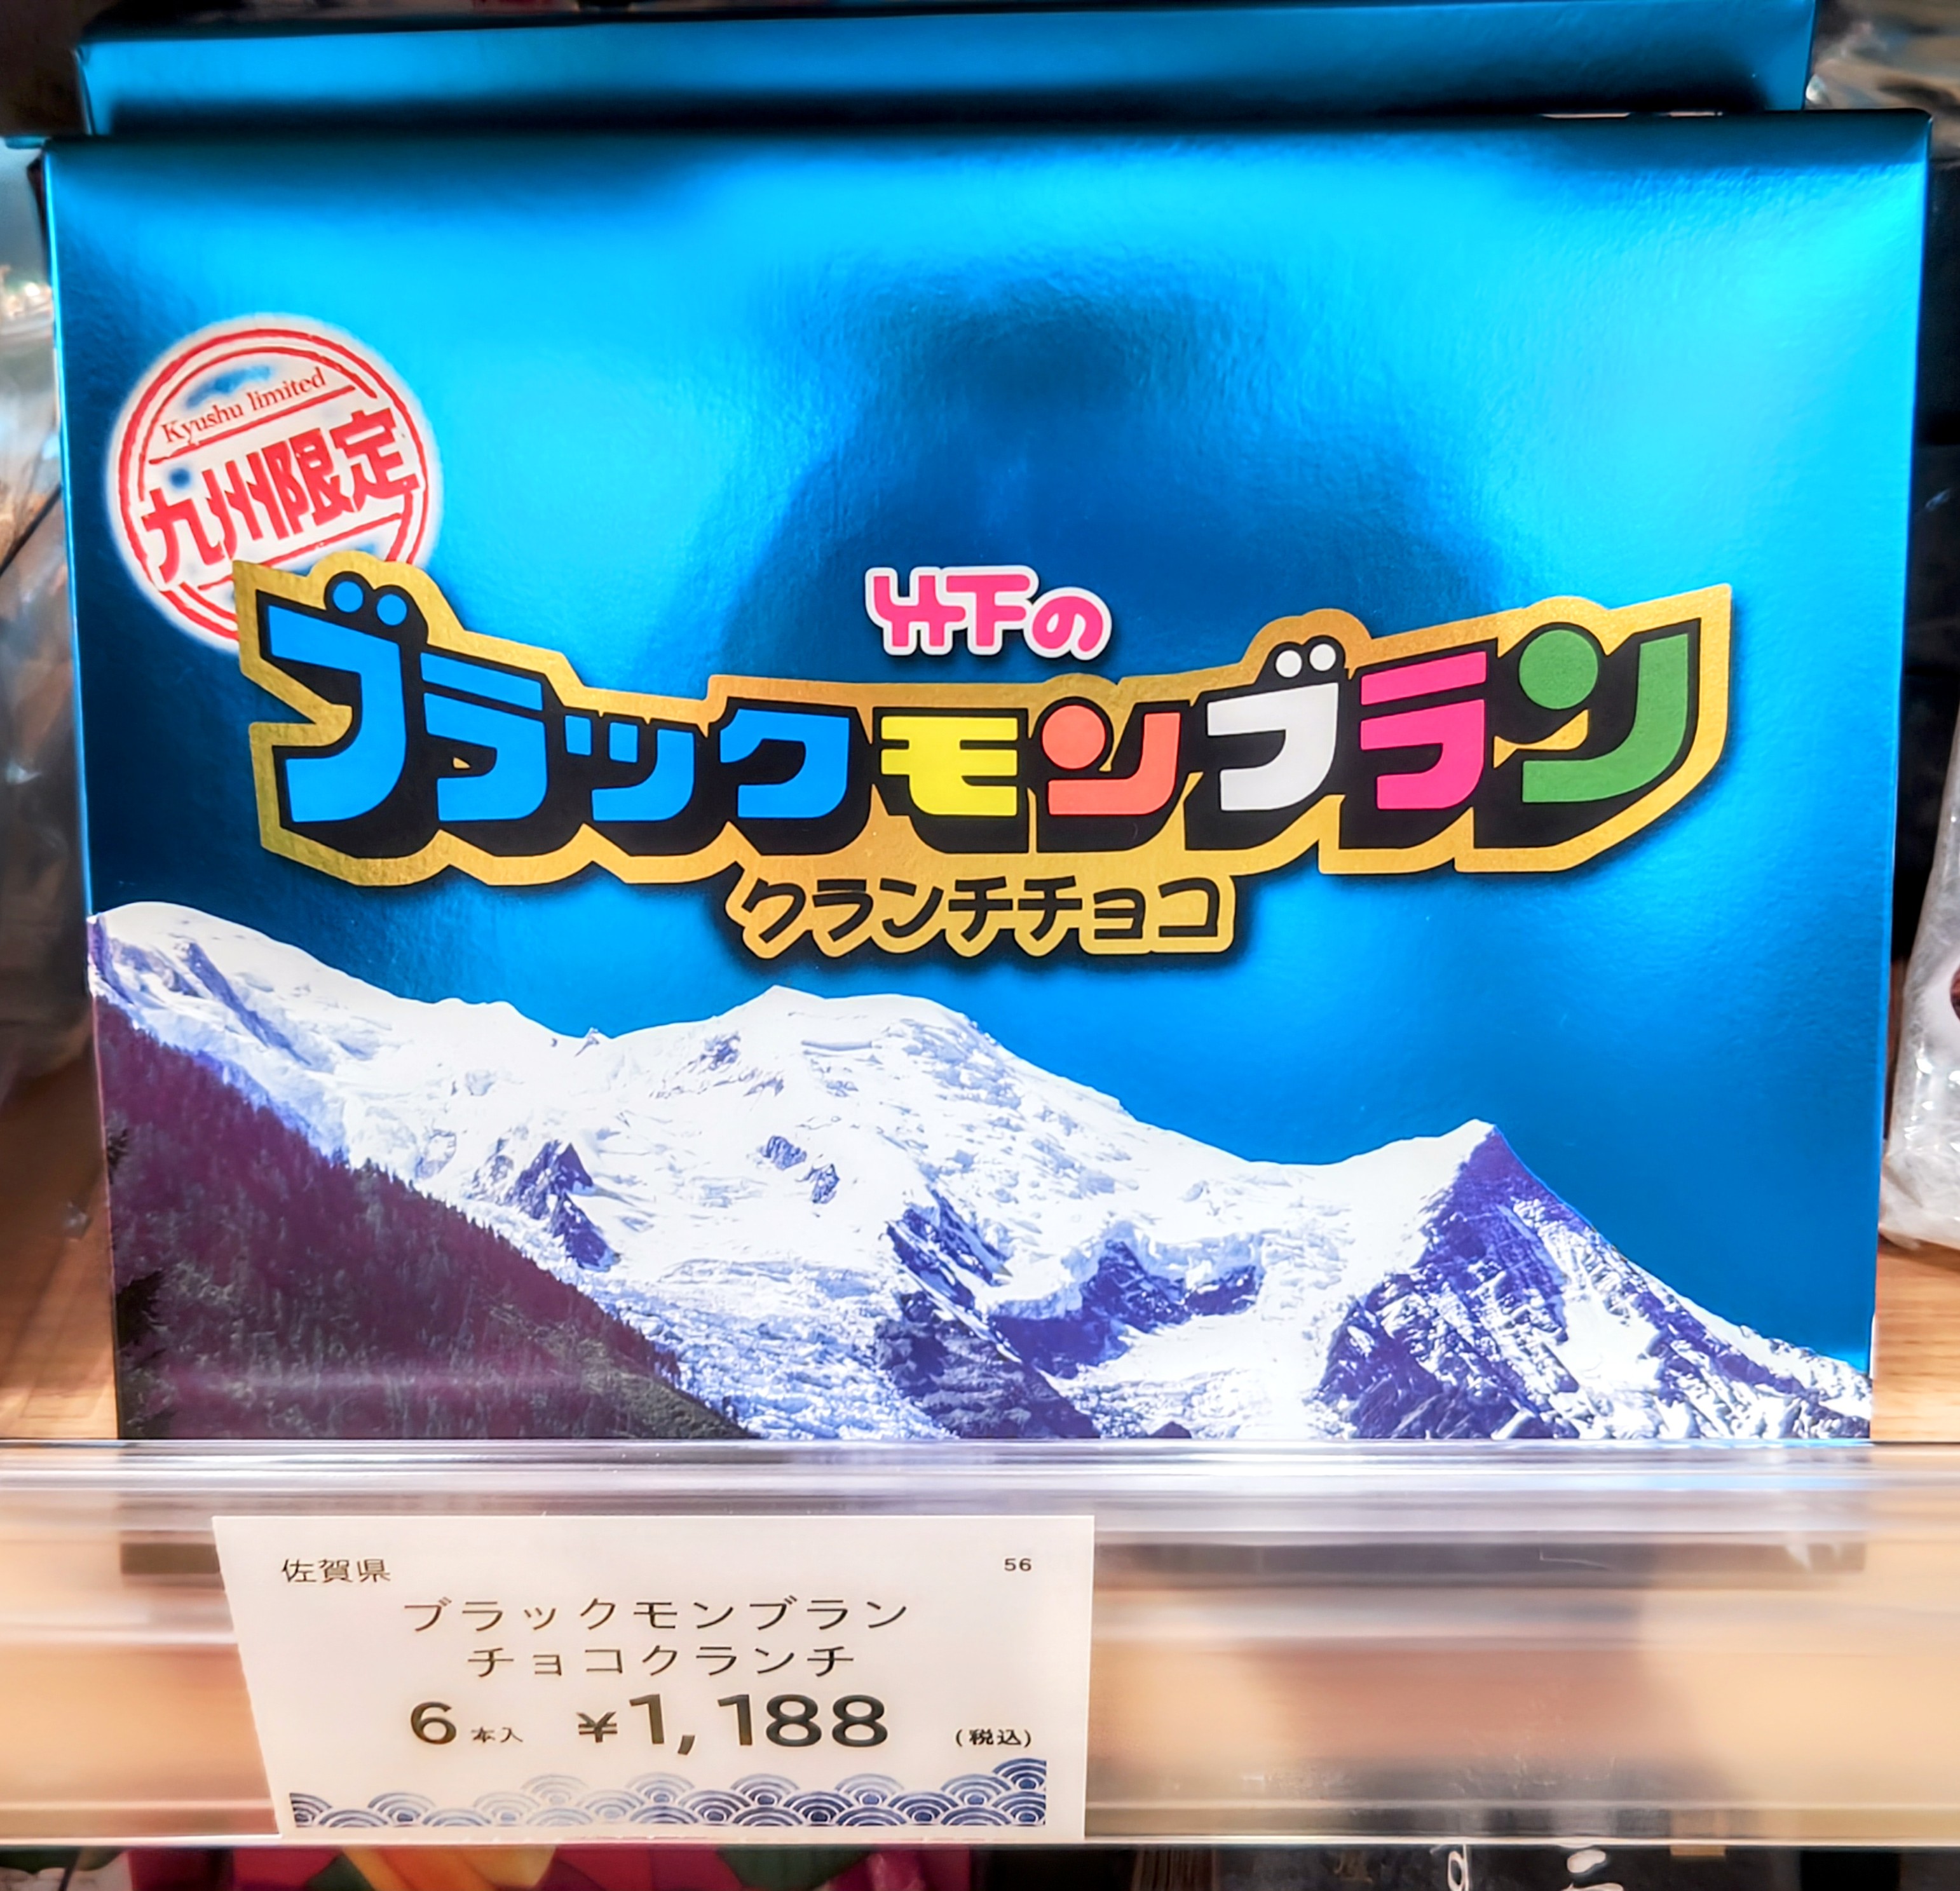 Kyushu limited
九州限定
竹下の
ブラックモンブラン
クランチチョコ
佐賀県
56
ブラックモンブラン
チョコクランチ
6本入 ¥1,188 (税込)